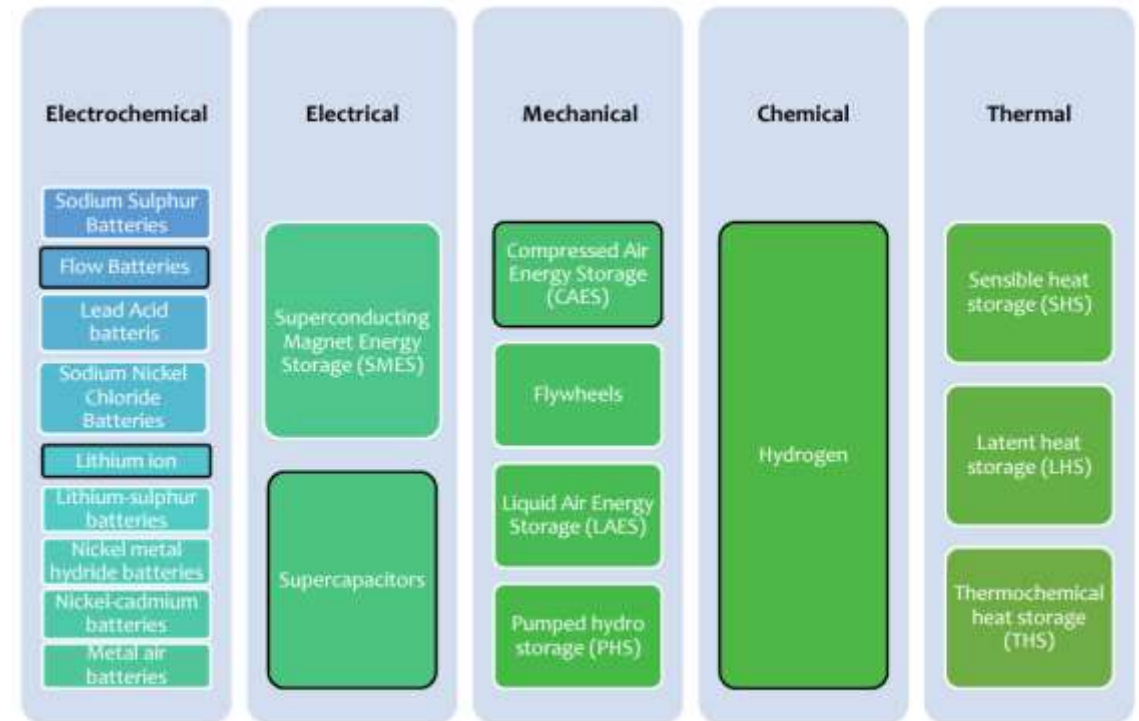 Electrochemical
Sodium Sulphur
Batteries
Flow Batteries
Lead Acid
batteris
Sodium Nickel
Chloride
Batteries
Lithium ion
Lithium-sulphur
batteries
Nickel metal
hydride batteries
Nickel-cadmium
batteries
Metal air
batteries
Electrical
Superconducting
Magnet Energy
Storage (SMES)
Supercapacitors
Mechanical
Compressed Air
Energy Storage
(CAES)
Flywheels
Liquid Air Energy
Storage (LAES)
Pumped hydro
storage (PHS)
Chemical
Hydrogen
Thermal
Sensible heat
storage (SHS)
Latent heat
storage (LHS)
Thermochemical
heat storage
(THS)